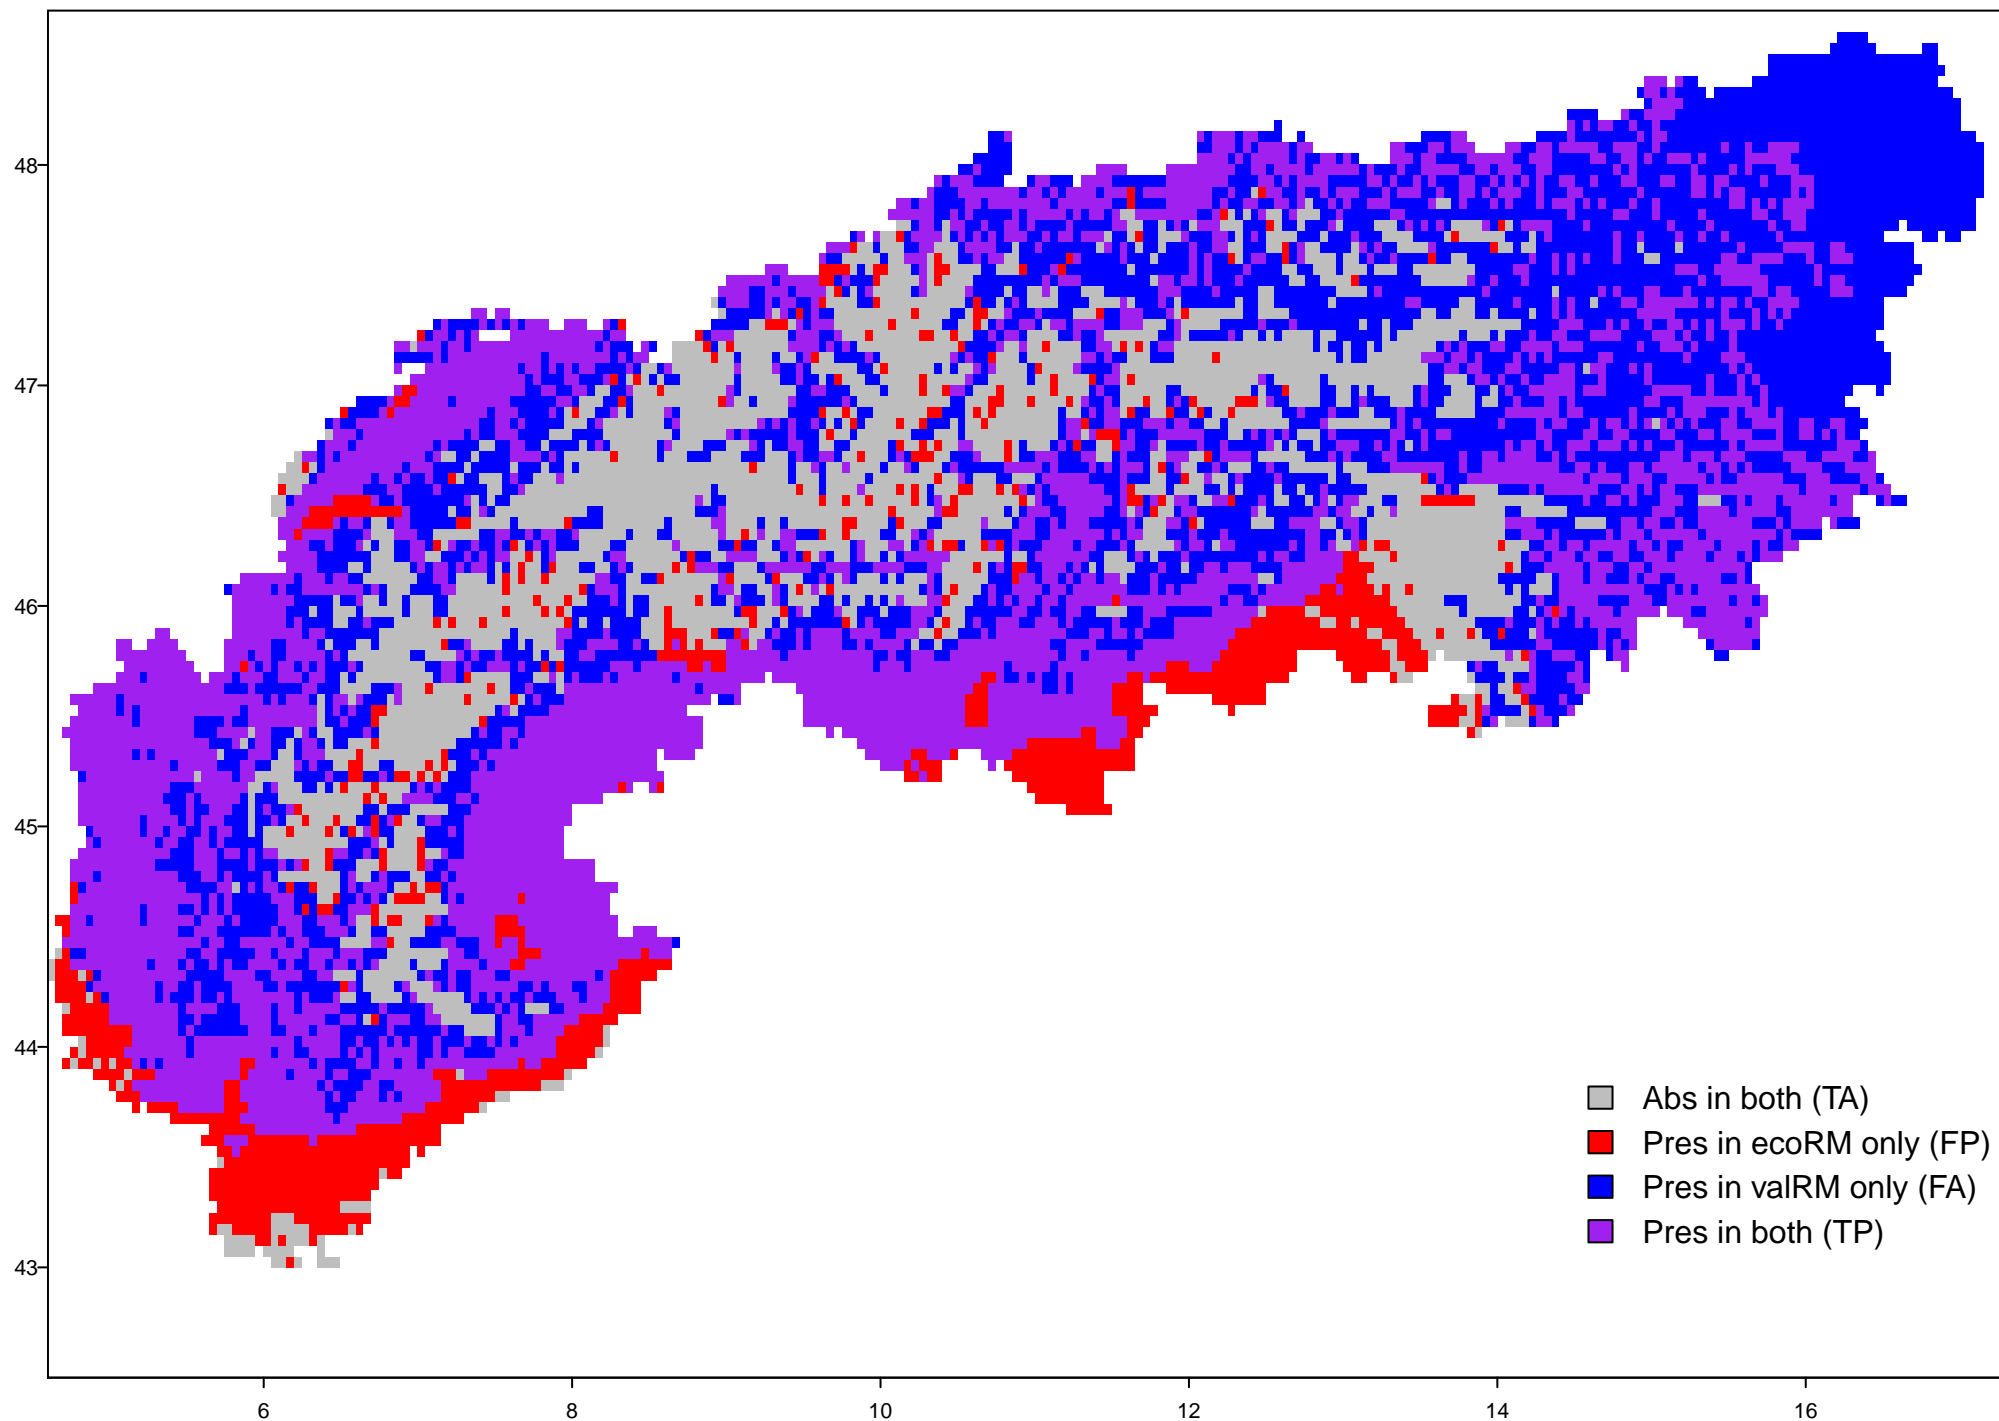 48
47
46
45
44
43
Abs in both (TA)
Pres in ecoRM only (FP)
Pres in valRM only (FA)
Pres in both (TP)
6 8 10 12 14 16